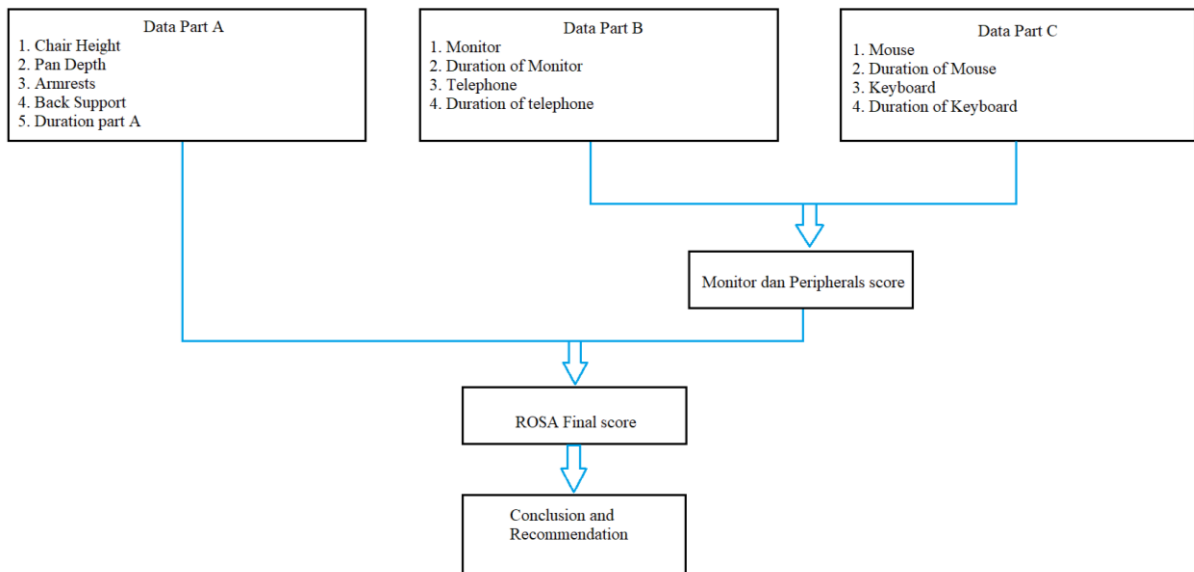 Data Part A
1. Chair Height
2. Pan Depth
3. Armrests
4. Back Support
5. Duration part A
Data Part B
1. Monitor
2. Duration of Monitor
3. Telephone
4. Duration of telephone
Data Part C
1. Mouse
2. Duration of Mouse
3. Keyboard
4. Duration of Keyboard
Monitor dan Peripherals score
ROSA Final score
Conclusion and
Recommendation